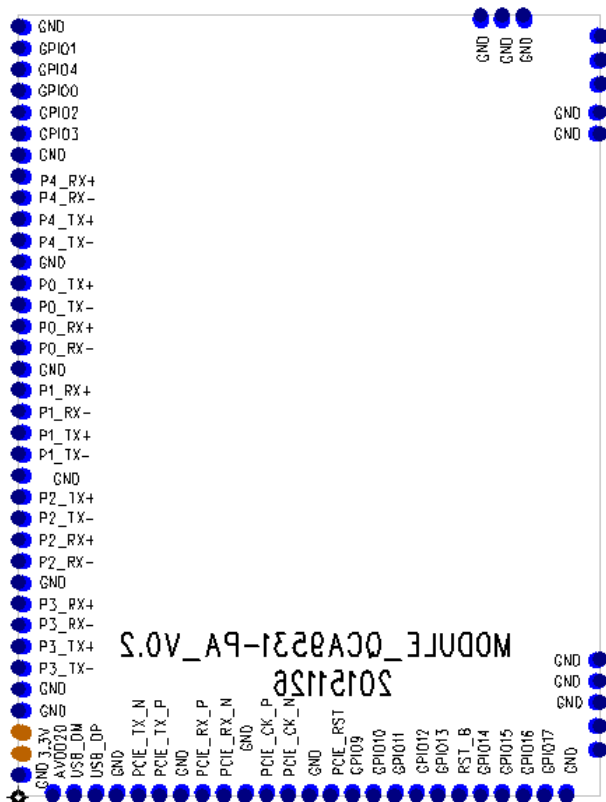 GND
GPIO1
GPIO4
GPIO0
GPIO2
GPIO3
GND
P4_RX+
P4_RX-
P4_TX+
P4_TX-
GND
P0_TX+
P0_TX-
P0_RX+
P0_RX-
GND
P1_RX+
P1_RX-
P1_TX+
P1_TX-
GND
P2_TX+
P2_TX-
P2_RX+
P2_RX-
GND
P3_RX+
P3_RX-
P3_TX+
P3_TX-
GND
GND
3.3V
GND
AVDD20
USB_DM
USB_DP
GND
PCIE_TX_N
PCIE_TX_P
GND
PCIE_RX_P
PCIE_RX_N
GND
PCIE_CK_P
PCIE_CK_N
GND
PCIE_RST
GPIO9
GPIO10
GPIO11
GPIO12
GPIO13
RST_B
GPIO14
GPIO15
GPIO16
GPIO17
GND
GND
GND
GND
GND
GND
GND
GND
GND
MODULE_QCA9531-PA_V0.2
20151126